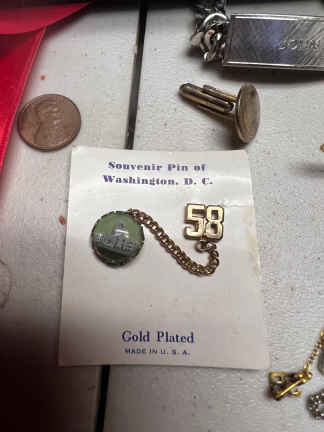 Souvenir Pin of
Washington, D. C.
58
Gold Plated
MADE IN U. S. A.